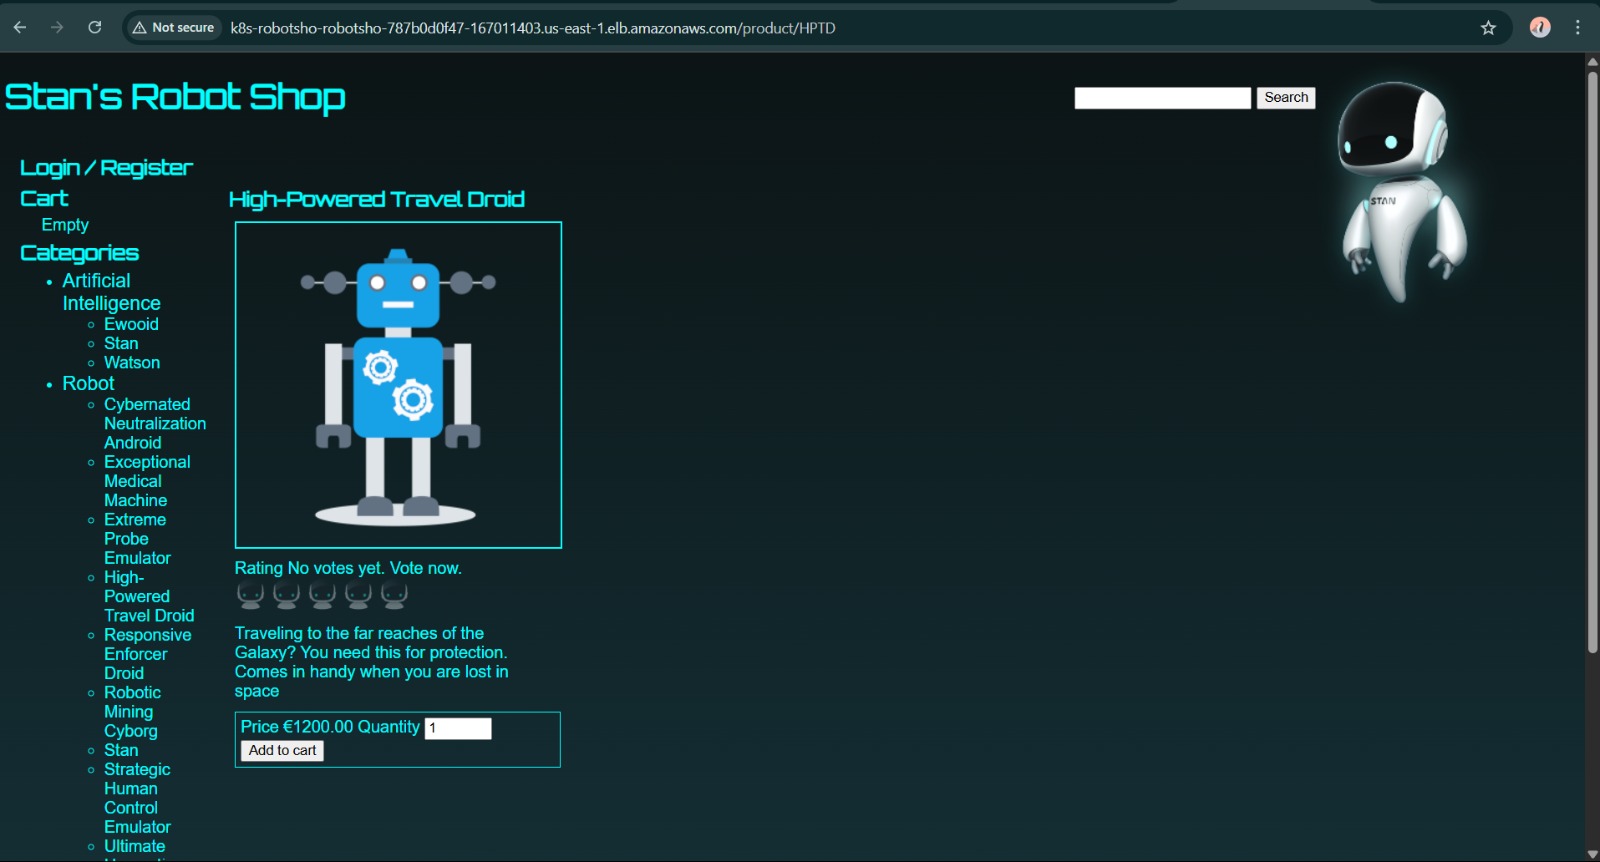 Not secure
k8s-robotsho-robotsho-787b0d0f47-167011403.us-east-1.elb.amazonaws.com/product/HPTD
Stan's Robot Shop
Search
STAN
Login / Register
Cart
Empty
Categories
Artificial
Intelligence
Ewooid
Stan
Watson
Robot
Cybernated
Neutralization
Android
Exceptional
Medical
Machine
Extreme
Probe
Emulator
High-
Powered
Travel Droid
Responsive
Enforcer
Droid
Robotic
Mining
Cyborg
Stan
Strategic
Human
Control
Emulator
Ultimate
High-Powered Travel Droid
Rating No votes yet. Vote now.
Traveling to the far reaches of the
Galaxy? You need this for protection.
Comes in handy when you are lost in
space
Price €1200.00 Quantity 1
Add to cart